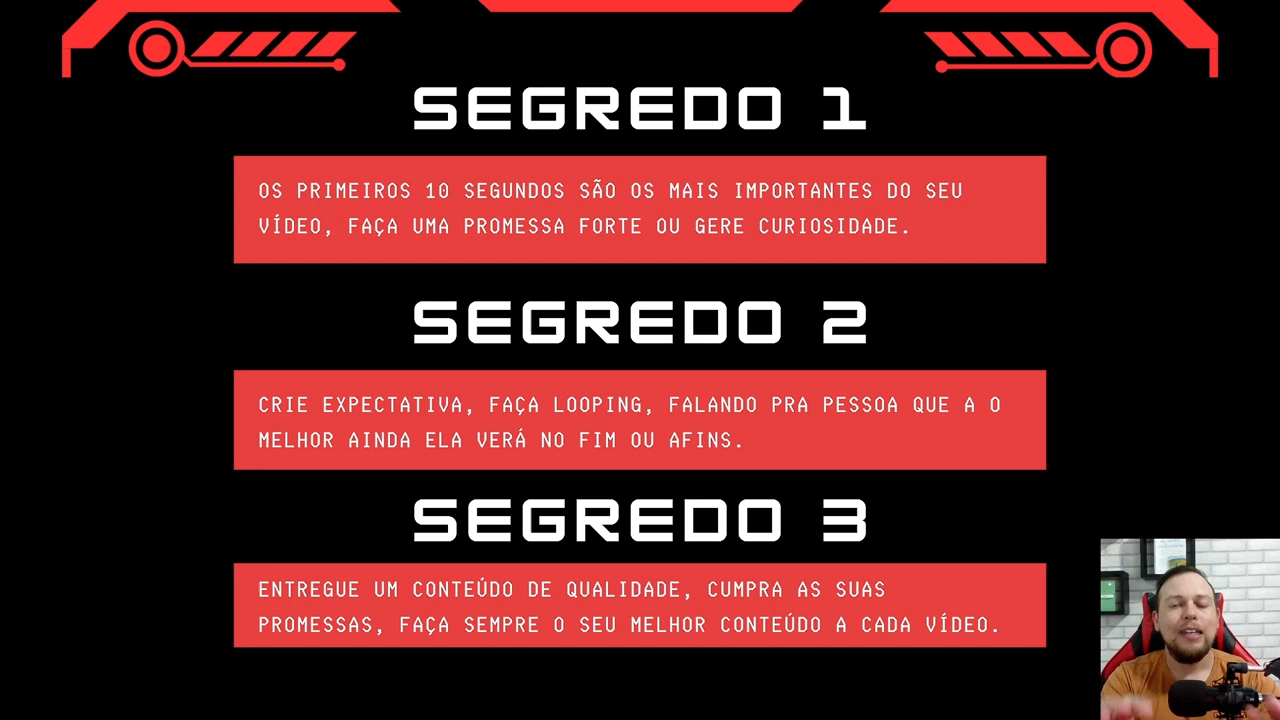 SEGREDO 1
OS PRIMEIROS 10 SEGUNDOS SÃO OS MAIS IMPORTANTES DO SEU
VÍDEO, FAÇA UMA PROMESSA FORTE OU GERE CURIOSIDADE.
SEGREDO 2
CRIE EXPECTATIVA, FAÇA LOOPING, FALANDO PRA PESSOA QUE A O
MELHOR AINDA ELA VERÁ NO FIM OU AFINS.
SEGREDO 3
ENTREGUE UM CONTEÚDO DE QUALIDADE, CUMPRA AS SUAS
PROMESSAS, FAÇA SEMPRE O SEU MELHOR CONTEÚDO A CADA VÍDEO.